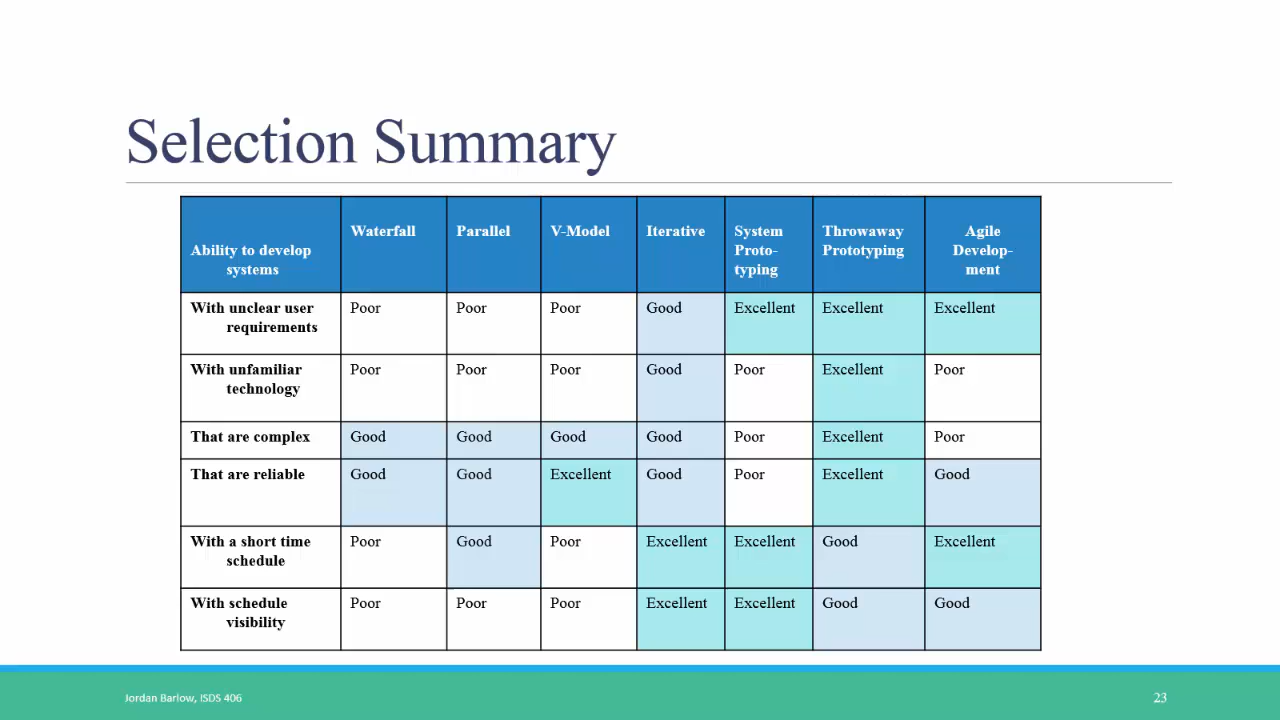 Selection Summary
Ability to develop systems | Waterfall | Parallel | V-Model | Iterative | System Proto-typing | Throwaway Prototyping | Agile Develop-ment
With unclear user requirements | Poor | Poor | Poor | Good | Excellent | Excellent | Excellent
With unfamiliar technology | Poor | Poor | Poor | Good | Poor | Excellent | Poor
That are complex | Good | Good | Good | Good | Poor | Excellent | Poor
That are reliable | Good | Good | Excellent | Good | Poor | Excellent | Good
With a short time schedule | Poor | Good | Poor | Excellent | Excellent | Good | Excellent
With schedule visibility | Poor | Poor | Poor | Excellent | Excellent | Good | Good
Jordan Barlow, ISDS 406
23